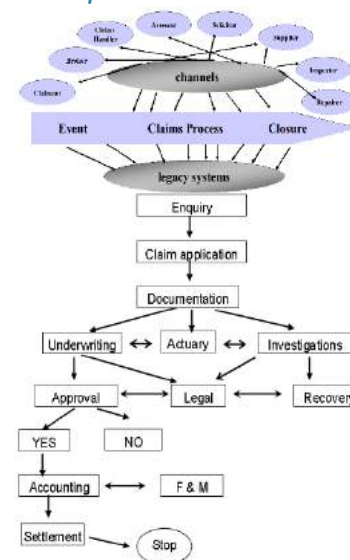 Claims
Handler
Assessor
Solicitor
Supplier
Broker
Inspector
Claimant
channels
Repairer
Event Claims Process Closure
legacy systems
Enquiry
Claim application
Documentation
Underwriting Actuary Investigations
Approval Legal Recovery
YES NO
Accounting F & M
Settlement Stop